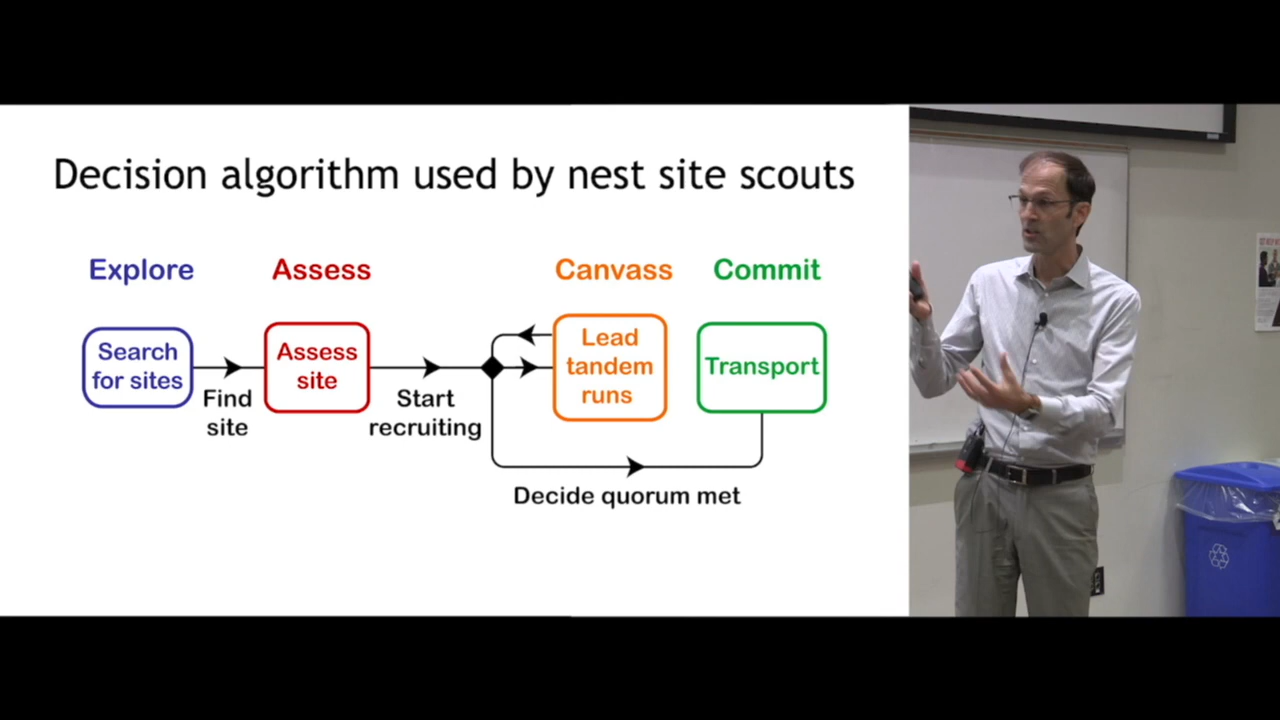 Decision algorithm used by nest site scouts
Explore
Assess
Canvass
Commit
Search
for sites
Find
site
Assess
site
Start
recruiting
Lead
tandem
runs
Transport
Decide quorum met